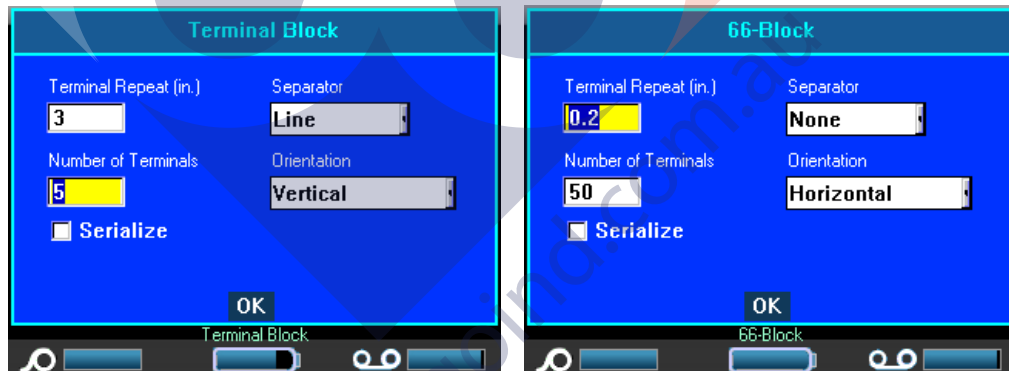 Terminal Block
Terminal Repeat (in.)
Separator
3
Line
Number of Terminals
Orientation
5
Vertical
Serialize
OK
Terminal Block
66-Block
Terminal Repeat (in.)
Separator
0.2
None
Number of Terminals
Orientation
50
Horizontal
Serialize
OK
66-Block